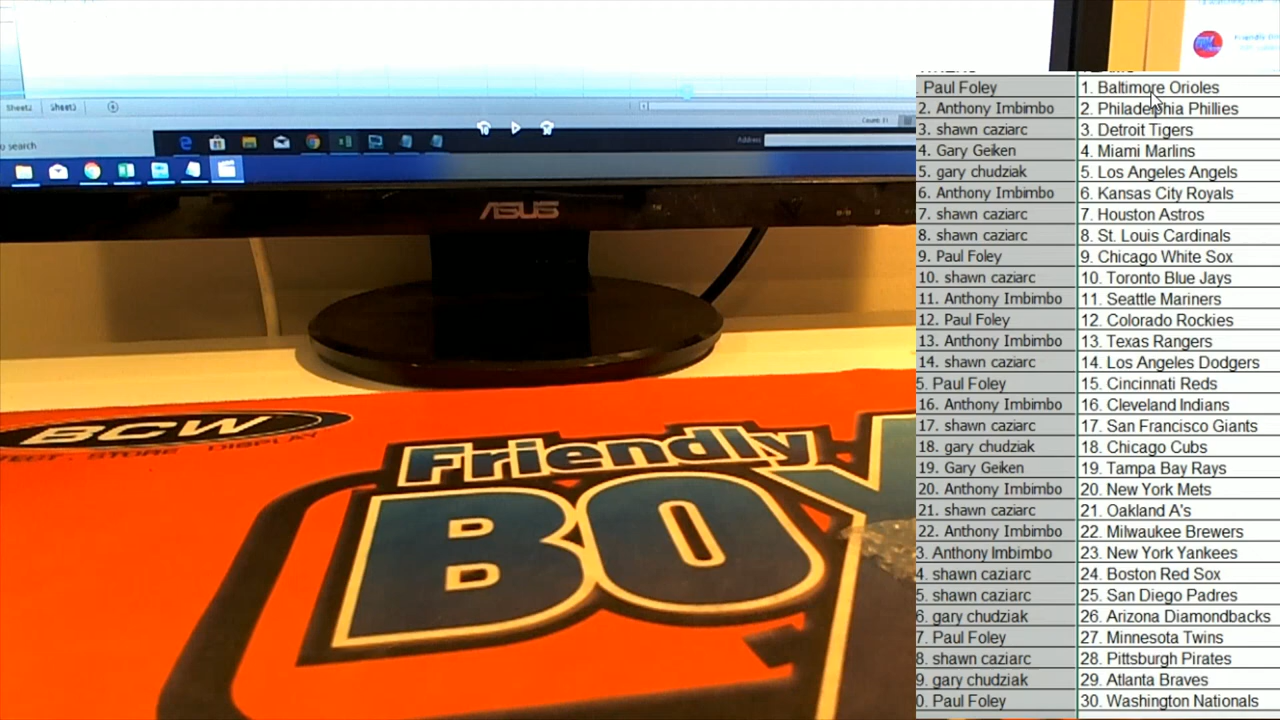 Sheet2 Sheet3
Count: 31
o search
Address
ASUS
BCW
STORE DISPLAY
Friendly
BO
Paul Foley 1. Baltimore Orioles
2. Anthony Imbimbo 2. Philadelphia Phillies
3. shawn caziarc 3. Detroit Tigers
4. Gary Geiken 4. Miami Marlins
5. gary chudziak 5. Los Angeles Angels
6. Anthony Imbimbo 6. Kansas City Royals
7. shawn caziarc 7. Houston Astros
8. shawn caziarc 8. St. Louis Cardinals
9. Paul Foley 9. Chicago White Sox
10. shawn caziarc 10. Toronto Blue Jays
11. Anthony Imbimbo 11. Seattle Mariners
12. Paul Foley 12. Colorado Rockies
13. Anthony Imbimbo 13. Texas Rangers
14. shawn caziarc 14. Los Angeles Dodgers
5. Paul Foley 15. Cincinnati Reds
16. Anthony Imbimbo 16. Cleveland Indians
17. shawn caziarc 17. San Francisco Giants
18. gary chudziak 18. Chicago Cubs
19. Gary Geiken 19. Tampa Bay Rays
20. Anthony Imbimbo 20. New York Mets
21. shawn caziarc 21. Oakland A's
22. Anthony Imbimbo 22. Milwaukee Brewers
3. Anthony Imbimbo 23. New York Yankees
4. shawn caziarc 24. Boston Red Sox
5. shawn caziarc 25. San Diego Padres
6. gary chudziak 26. Arizona Diamondbacks
7. Paul Foley 27. Minnesota Twins
8. shawn caziarc 28. Pittsburgh Pirates
9. gary chudziak 29. Atlanta Braves
0. Paul Foley 30. Washington Nationals